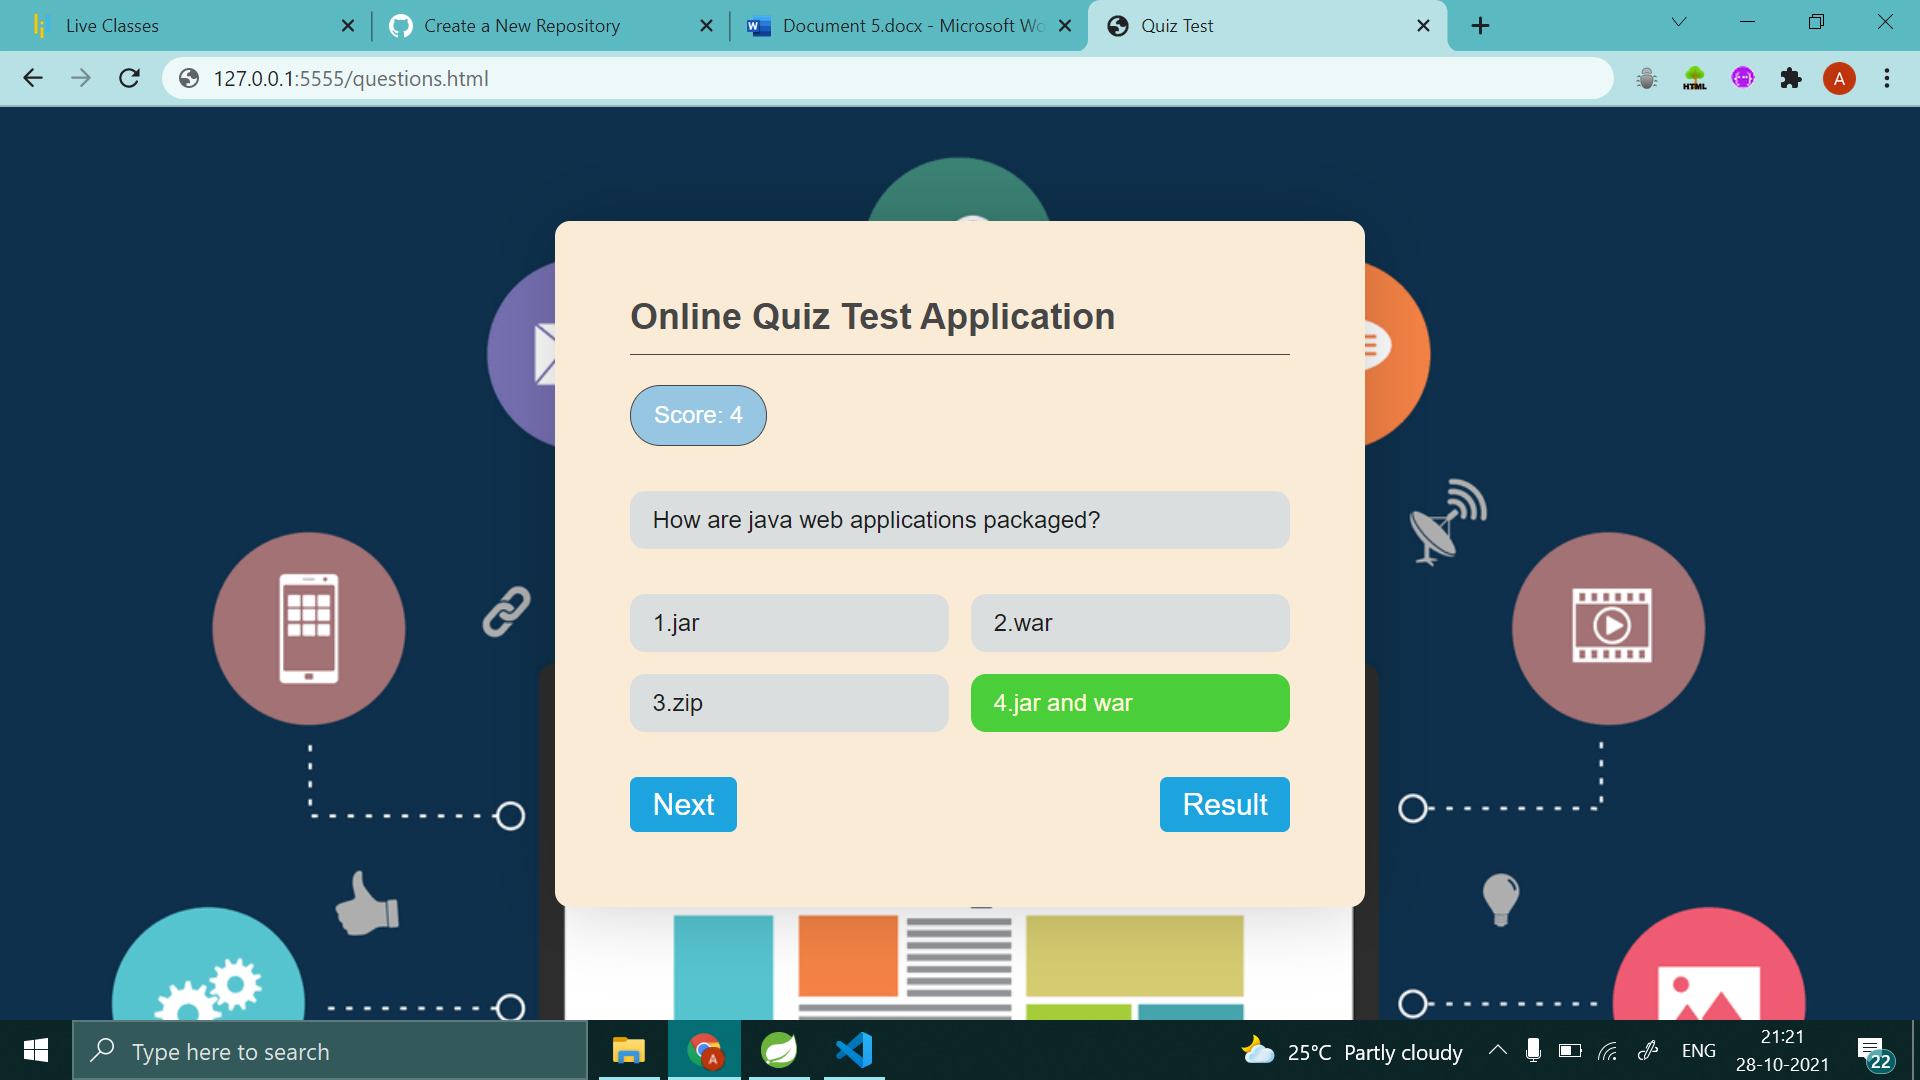 Live Classes
Create a New Repository
Document 5.docx - Microsoft Wo
Quiz Test
127.0.0.1:5555/questions.html
HTML
A
Online Quiz Test Application
Score: 4
How are java web applications packaged?
1.jar
2.war
3.zip
4.jar and war
Next
Result
Type here to search
A
25°C Partly cloudy
ENG
21:21
28-10-2021
22